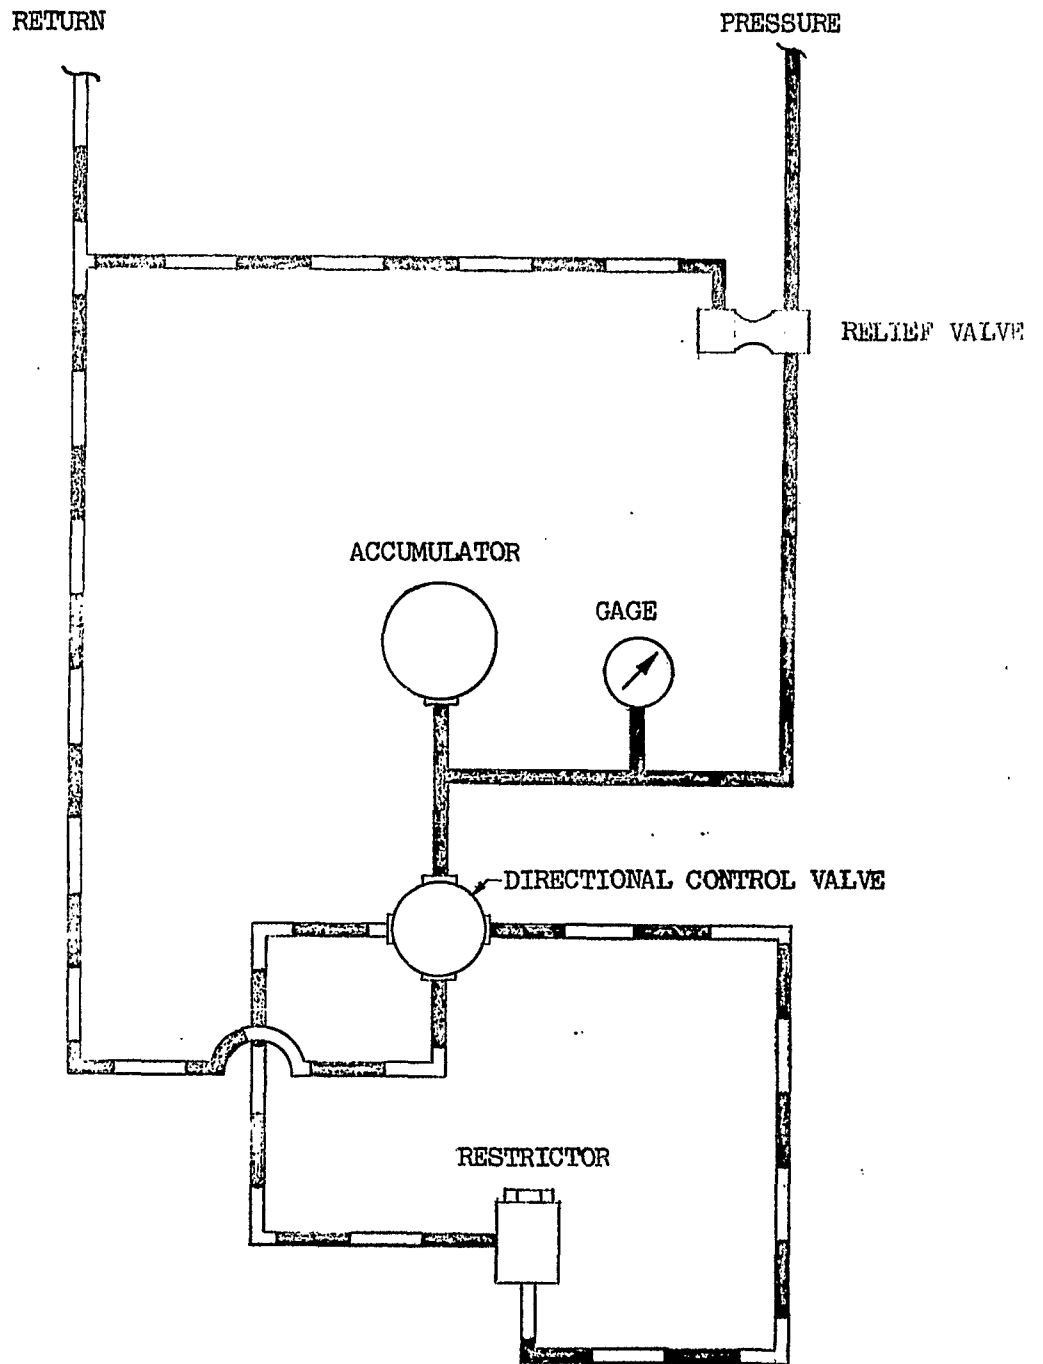 RETURN
PRESSURE
RELIEF VALVE
ACCUMULATOR
GAGE
DIRECTIONAL CONTROL VALVE
RESTRICTOR